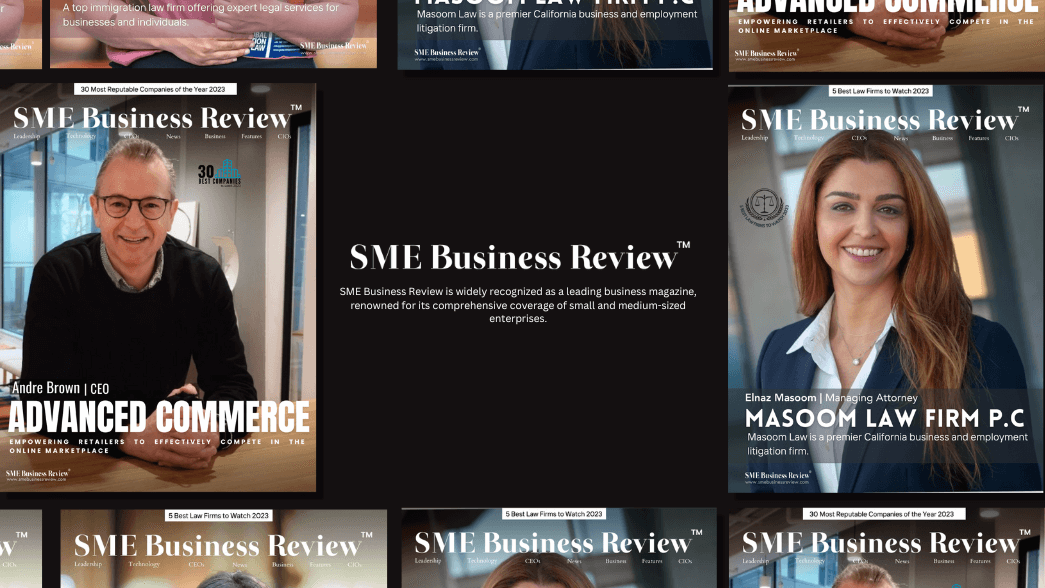 A top immigration law firm offering expert legal services for
businesses and individuals.
SME Business Review
MASOOM LAW FIRM P.C
Masoom Law is a premier California business and employment
litigation firm.
SME Business Review
www.smebusinessreview.com
ADVANCED COMMERCE
EMPOWERING RETAILERS TO EFFECTIVELY COMPETE IN THE
ONLINE MARKETPLACE
SME Business Review
www.smebusinessreview.com
30 Most Reputable Companies of the Year 2023
SME Business Review™
Leadership Technology CEOs News Business Features CIOs
30
BEST COMPANIES
Andre Brown | CEO
ADVANCED COMMERCE
EMPOWERING RETAILERS TO EFFECTIVELY COMPETE IN THE
ONLINE MARKETPLACE
SME Business Review®
www.smebusinessreview.com
SME Business Review™
SME Business Review is widely recognized as a leading business magazine,
renowned for its comprehensive coverage of small and medium-sized
enterprises.
5 Best Law Firms to Watch 2023
SME Business Review™
Leadership Technology CEOs News Business Features CIOs
Elnaz Masoom | Managing Attorney
MASOOM LAW FIRM P.C
Masoom Law is a premier California business and employment
litigation firm.
SME Business Review®
www.smebusinessreview.com
™
CIOs
5 Best Law Firms to Watch 2023
SME Business Review™
Leadership Technology CEOs News Business Features CIOs
5 Best Law Firms to Watch 2023
SME Business Review™
Leadership Technology CEOs News Business Features CIOs
30 Most Reputable Companies of the Year 2023
SME Business Review™
Leadership Technology CEOs News Business Features CIOs